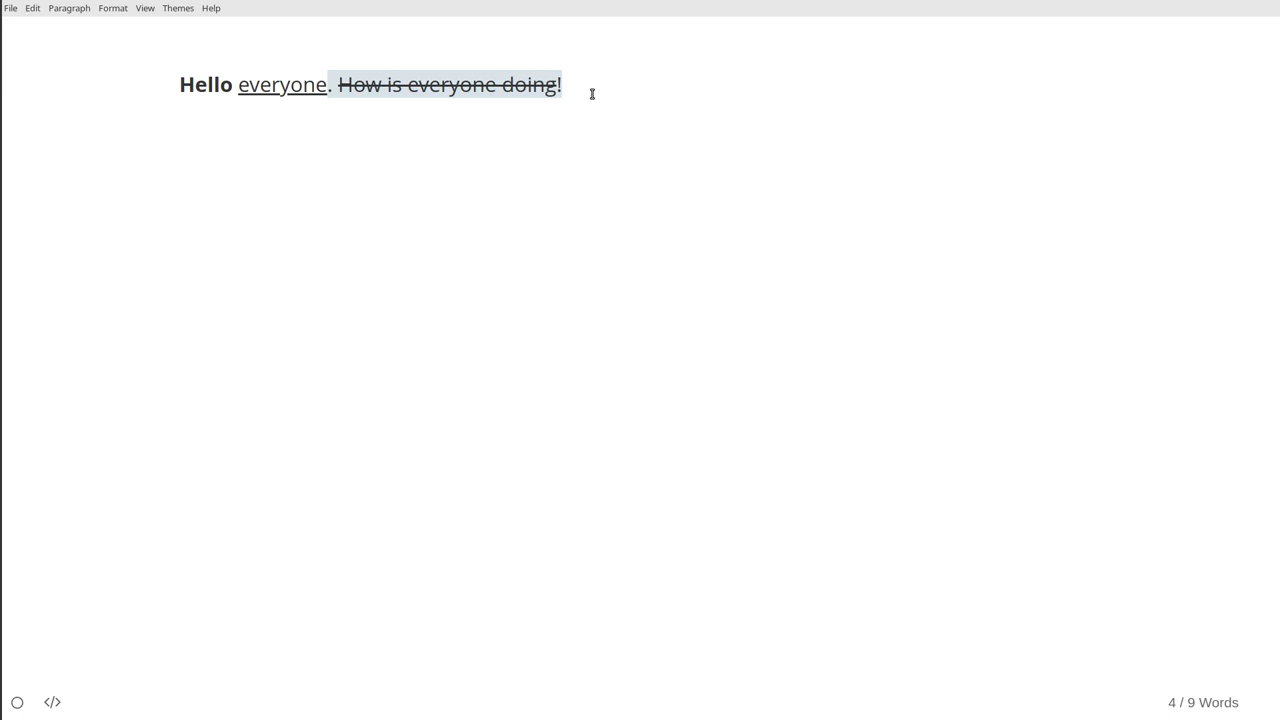 File Edit Paragraph Format View Themes Help
Hello everyone. How is everyone doing!
</> 4 / 9 Words